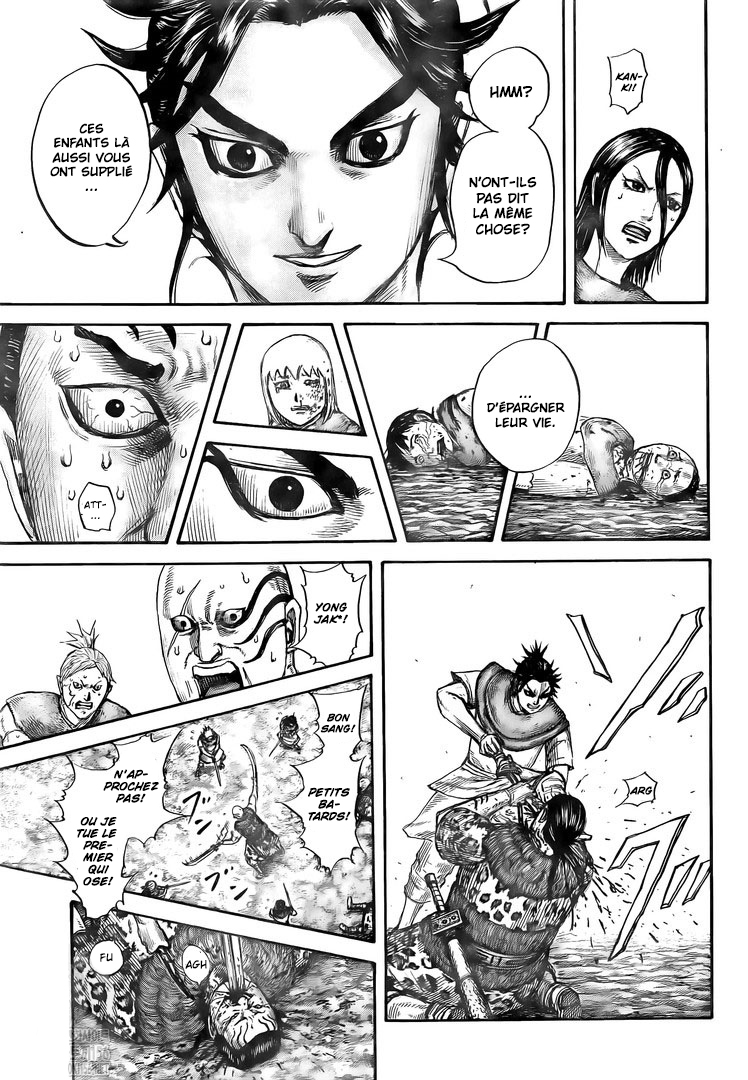 KAN-
KI!
HMM?
N'ONT-ILS
PAS DIT
LA MÊME
CHOSE?
CES
ENFANTS LÀ
AUSSI VOUS
ONT SUPPLIÉ
...
...
D'ÉPARGNER
LEUR VIE.
ATT-
...
ARG
YONG
JAK*!
BON
SANG!
PETITS
BA-
TARDS!
N'AP-
PROCHEZ
PAS!
OU JE
TUE LE
PRE-
MIER QUI
OSE!
AGH
FU